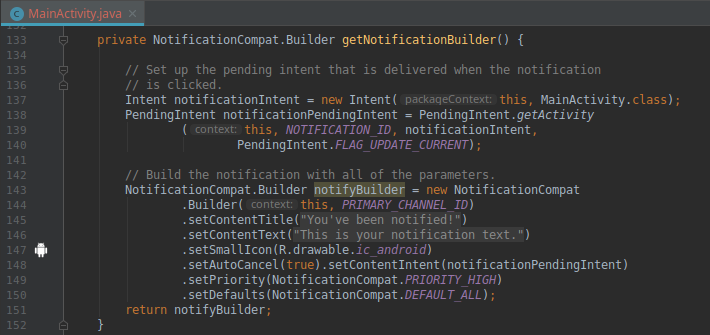 MainActivity.java
132
133 private NotificationCompat.Builder getNotificationBuilder() {
134
135 // Set up the pending intent that is delivered when the notification
136 // is clicked.
137 Intent notificationIntent = new Intent( packageContext: this, MainActivity.class);
138 PendingIntent notificationPendingIntent = PendingIntent.getActivity
139 ( context: this, NOTIFICATION_ID, notificationIntent,
140 PendingIntent.FLAG_UPDATE_CURRENT);
141
142 // Build the notification with all of the parameters.
143 NotificationCompat.Builder notifyBuilder = new NotificationCompat
144 .Builder( context: this, PRIMARY_CHANNEL_ID)
145 .setContentTitle("You've been notified!")
146 .setContentText("This is your notification text.")
147 .setSmallIcon(R.drawable.ic_android)
148 .setAutoCancel(true).setContentIntent(notificationPendingIntent)
149 .setPriority(NotificationCompat.PRIORITY_HIGH)
150 .setDefaults(NotificationCompat.DEFAULT_ALL);
151 return notifyBuilder;
152 }